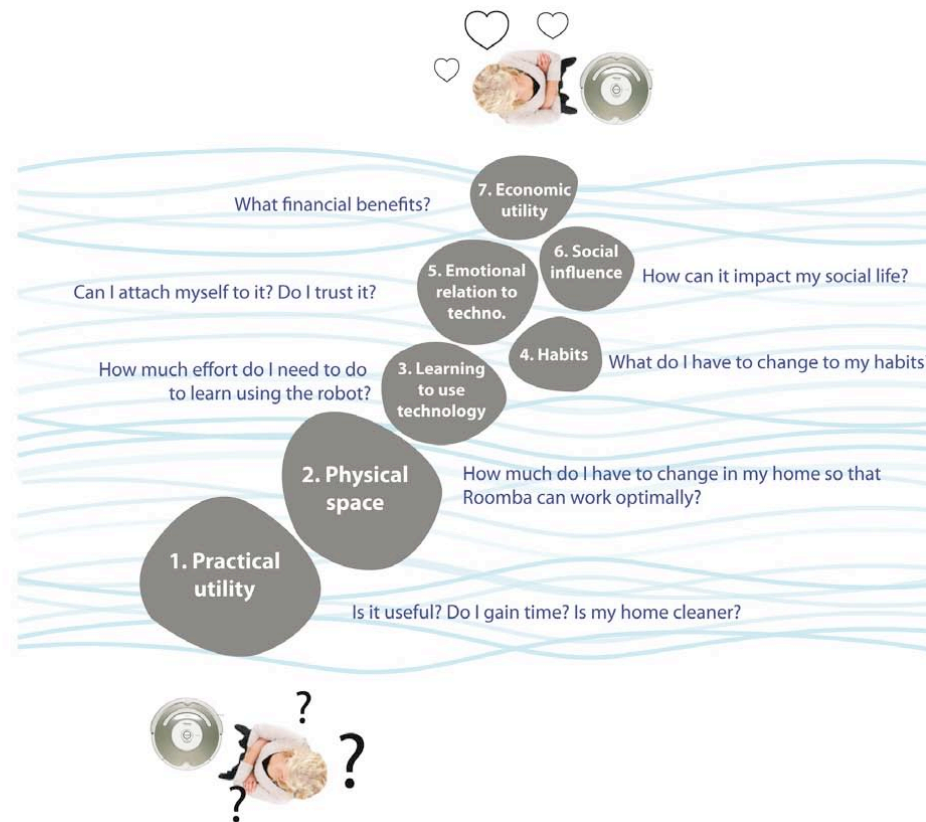 7. Economic
utility
What financial benefits?
6. Social
influence
How can it impact my social life?
5. Emotional
relation to
techno.
Can I attach myself to it? Do I trust it?
4. Habits
What do I have to change to my habits?
3. Learning
to use
technology
How much effort do I need to do
to learn using the robot?
2. Physical
space
How much do I have to change in my home so that
Roomba can work optimally?
1. Practical
utility
Is it useful? Do I gain time? Is my home cleaner?
?
?
?